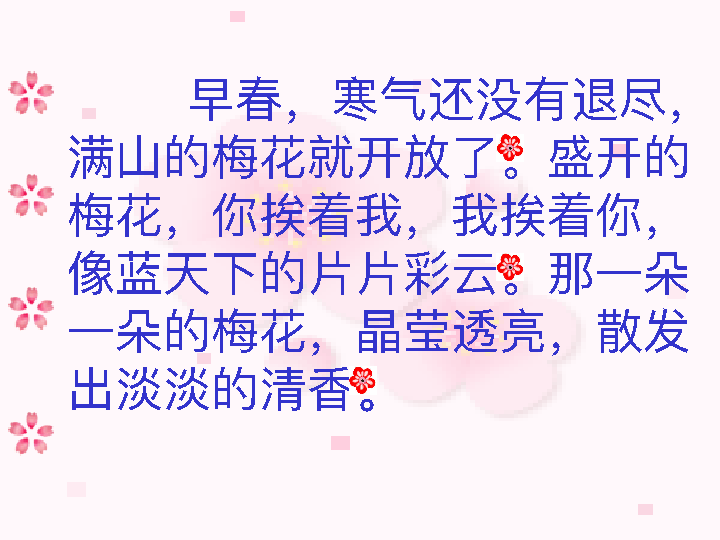 早春，寒气还没有退尽，
满山的梅花就开放了。盛开的
梅花，你挨着我，我挨着你，
像蓝天下的片片彩云。那一朵
一朵的梅花，晶莹透亮，散发
出淡淡的清香。